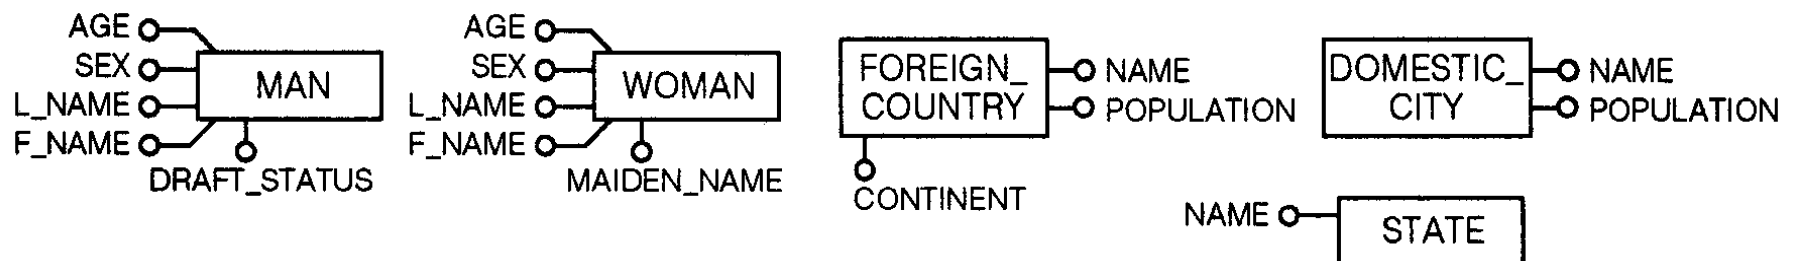 AGE
SEX
L_NAME
F_NAME
MAN
DRAFT_STATUS
AGE
SEX
L_NAME
F_NAME
WOMAN
MAIDEN_NAME
FOREIGN_
COUNTRY
NAME
POPULATION
CONTINENT
DOMESTIC_
CITY
NAME
POPULATION
NAME
STATE